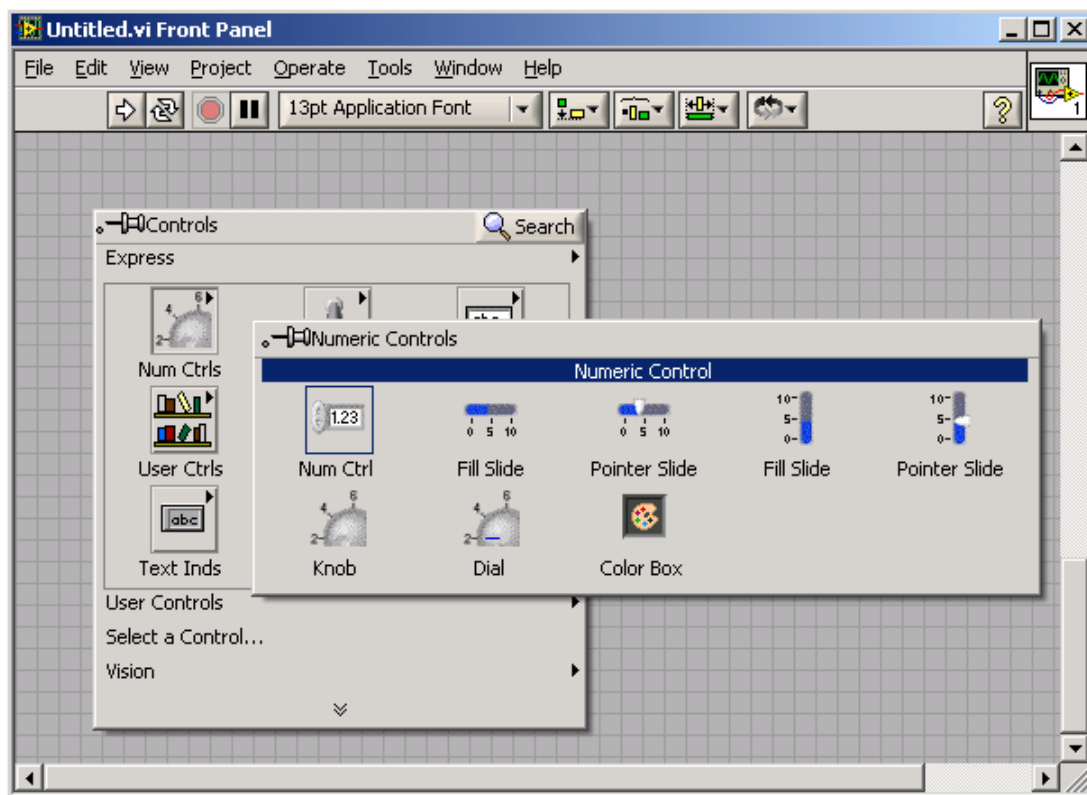 Untitled.vi Front Panel
File Edit View Project Operate Tools Window Help
13pt Application Font
?
1
Controls Search
Express
4 6
2
Num Ctrls
Numeric Controls
Numeric Control
1.23
0 5 10
0 5 10
10-
5-
0-
10-
5-
0-
User Ctrls
Num Ctrl Fill Slide Pointer Slide Fill Slide Pointer Slide
abc
4 6
2
4 6
2
Text Inds
Knob Dial Color Box
User Controls
Select a Control...
Vision